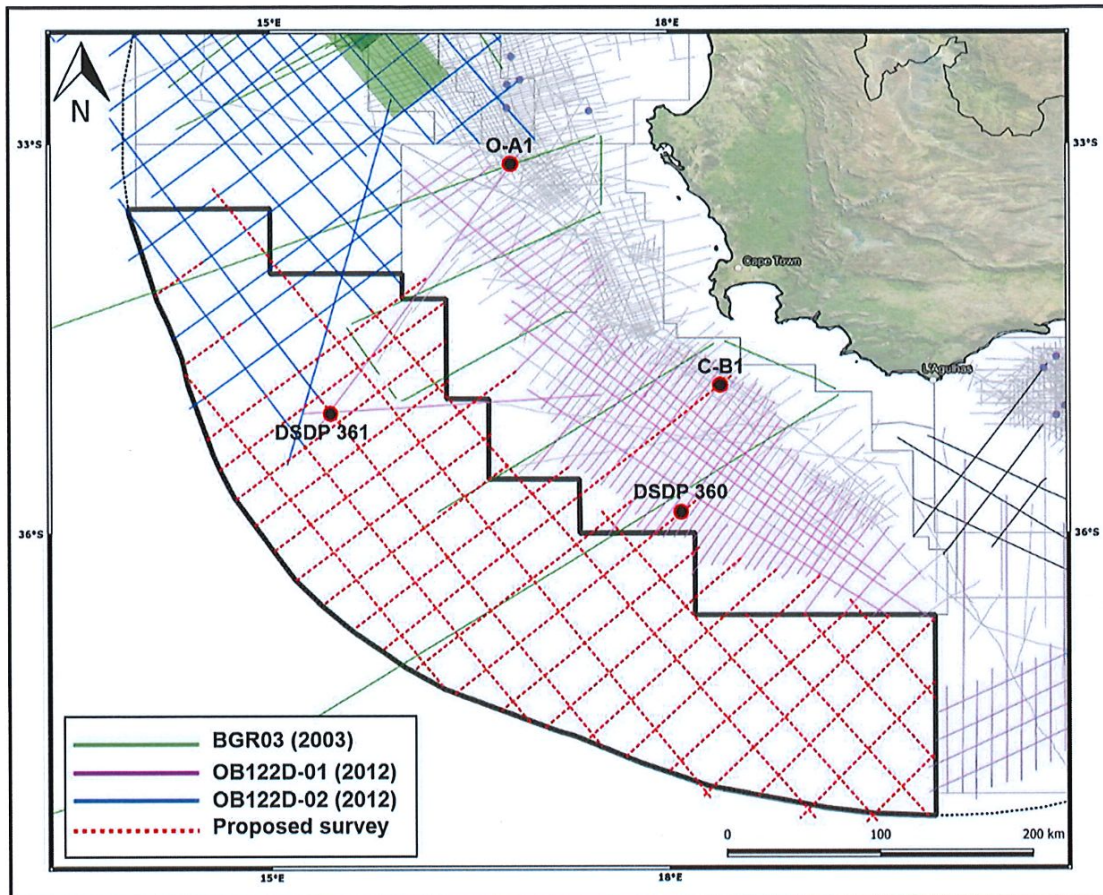 15°E
18°E
N
33°S
33°S
O-A1
Cape Town
L'Agulhas
C-B1
DSDP 361
DSDP 360
36°S
36°S
BGR03 (2003)
OB122D-01 (2012)
OB122D-02 (2012)
Proposed survey
0 100 200 km
15°E
18°E